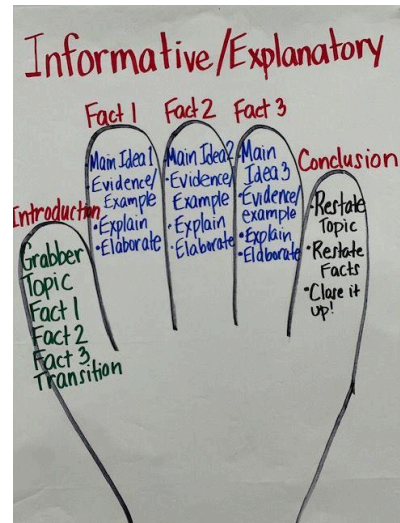 Informative/Explanatory
Introduction
Grabber
Topic
Fact 1
Fact 2
Fact 3
Transition
Fact 1
Main Idea 1
Evidence/
Example
•Explain
•Elaborate
Fact 2
Main Idea 2
•Evidence/
Example
•Explain
•Elaborate
Fact 3
•Main
Idea 3
•Evidence/
example
•Explain
•Elaborate
Conclusion
•Restate
Topic
•Restate
Facts
•Close it
up!